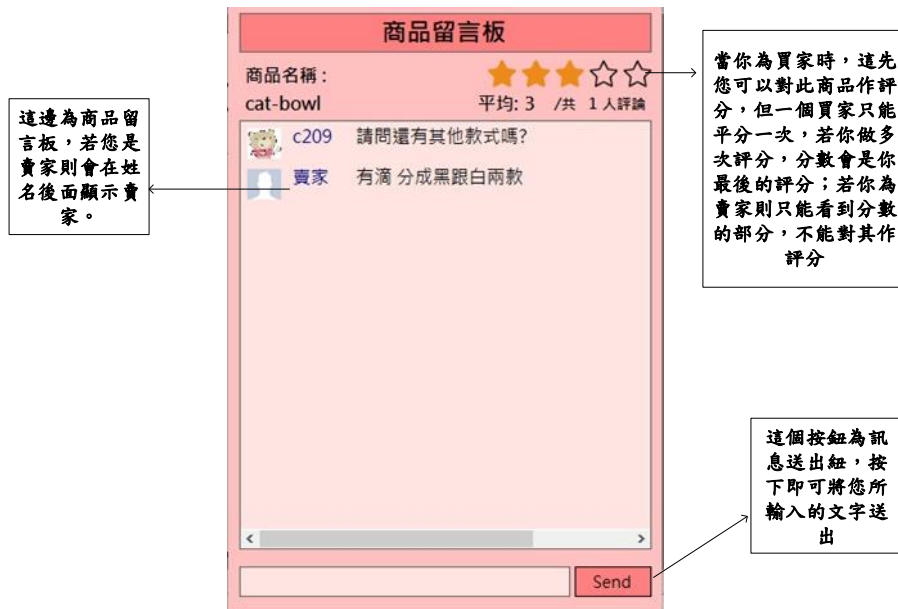 商品留言板
商品名稱 :
cat-bowl
平均: 3 /共 1 人評論
c209 請問還有其他款式嗎?
賣家 有滴 分成黑跟白兩款
Send
這邊為商品留
言板，若您是
賣家則會在姓
名後面顯示賣
家。
當你為買家時，這先
您可以對此商品作評
分，但一個買家只能
平分一次，若你做多
次評分，分數會是你
最後的評分；若你為
賣家則只能看到分數
的部分，不能對其作
評分
這個按鈕為訊
息送出紐，按
下即可將您所
輸入的文字送
出